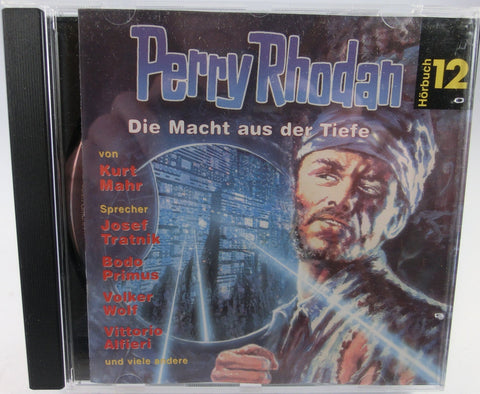 Perry Rhodan
Hörbuch 12
Die Macht aus der Tiefe
von
Kurt
Mahr
Sprecher
Josef
Tratnik
Bodo
Primus
Volker
Wolf
Vittorio
Alfieri
und viele andere